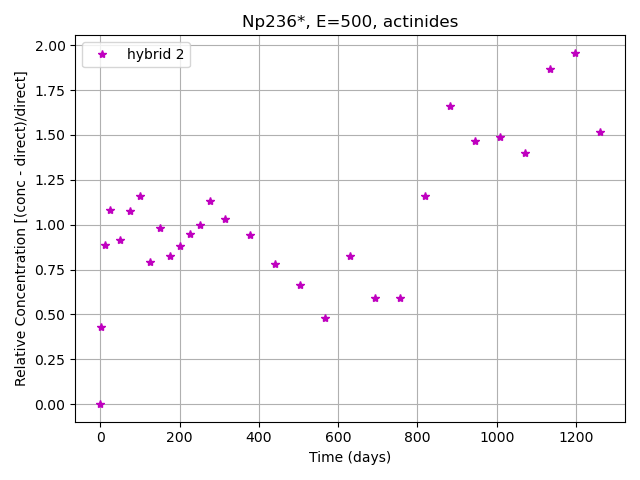 Np236*, E=500, actinides
hybrid 2
Relative Concentration [(conc - direct)/direct]
2.00
1.75
1.50
1.25
1.00
0.75
0.50
0.25
0.00
0 200 400 600 800 1000 1200
Time (days)